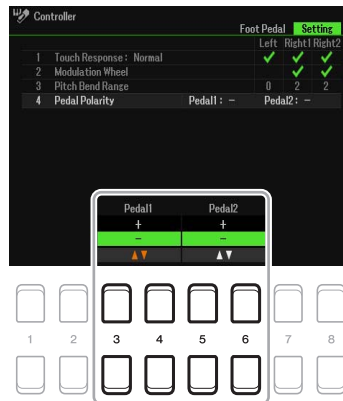 Controller
Foot Pedal Setting
Left Right1 Right2
1 Touch Response: Normal
2 Modulation Wheel
3 Pitch Bend Range 0 2 2
4 Pedal Polarity Pedal1: − Pedal2: −
Pedal1 Pedal2
+ +
− −
1 2 3 4 5 6 7 8